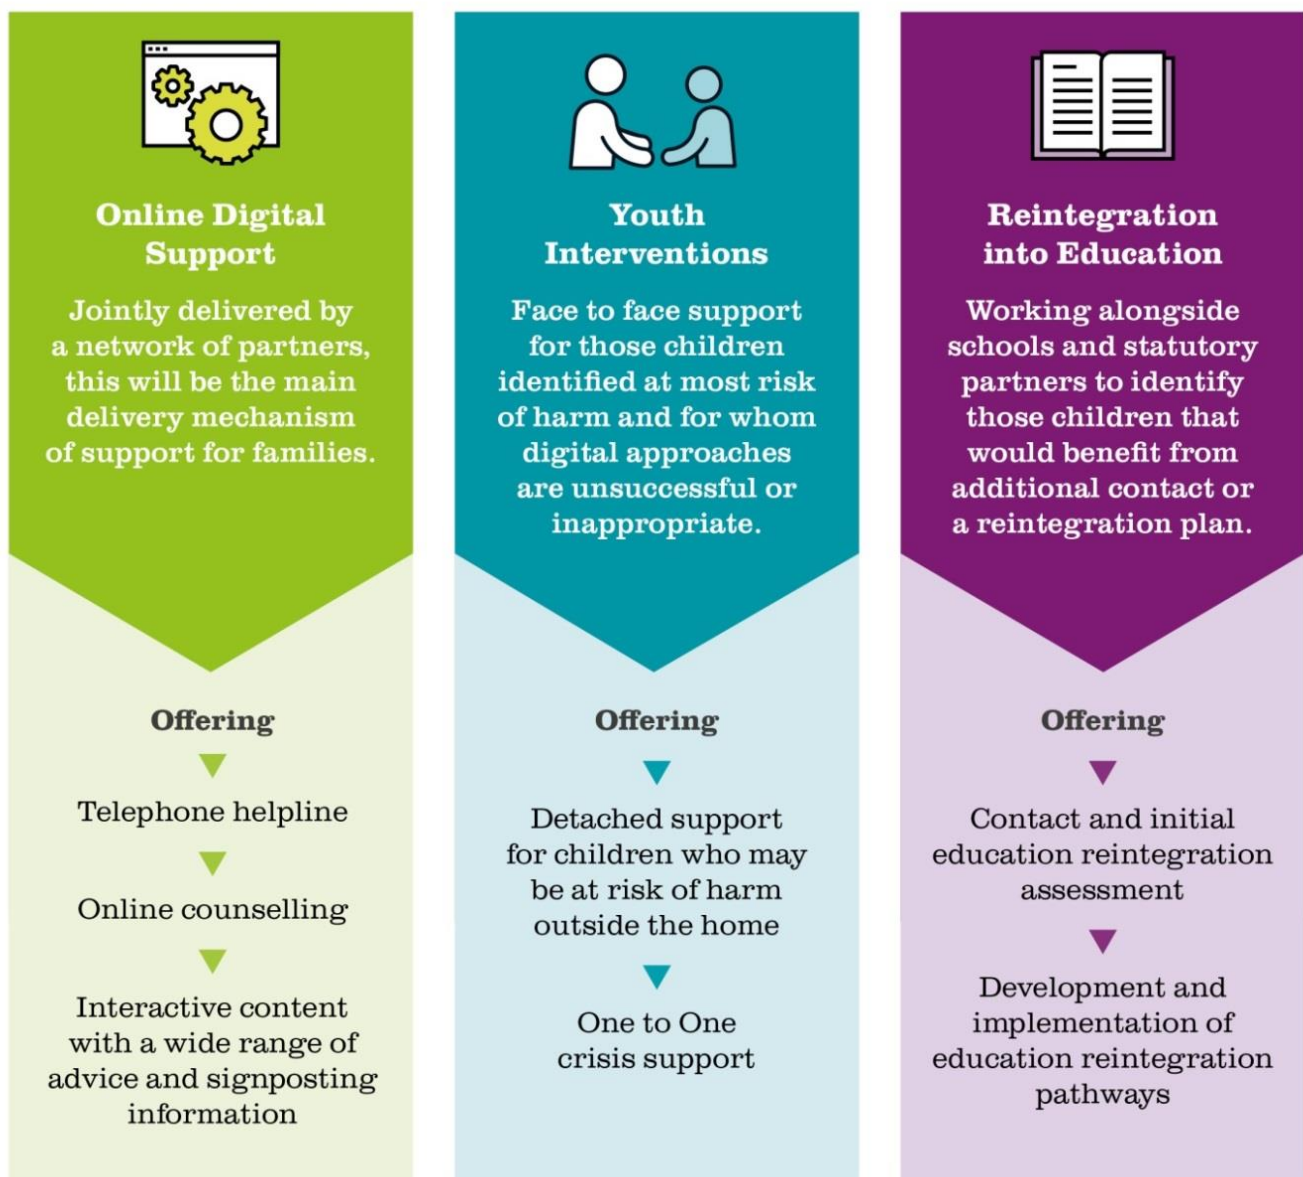 Online Digital
Support
Jointly delivered by
a network of partners,
this will be the main
delivery mechanism
of support for families.
Offering
Telephone helpline
Online counselling
Interactive content
with a wide range of
advice and signposting
information
Youth
Interventions
Face to face support
for those children
identified at most risk
of harm and for whom
digital approaches
are unsuccessful or
inappropriate.
Offering
Detached support
for children who may
be at risk of harm
outside the home
One to One
crisis support
Reintegration
into Education
Working alongside
schools and statutory
partners to identify
those children that
would benefit from
additional contact or
a reintegration plan.
Offering
Contact and initial
education reintegration
assessment
Development and
implementation of
education reintegration
pathways